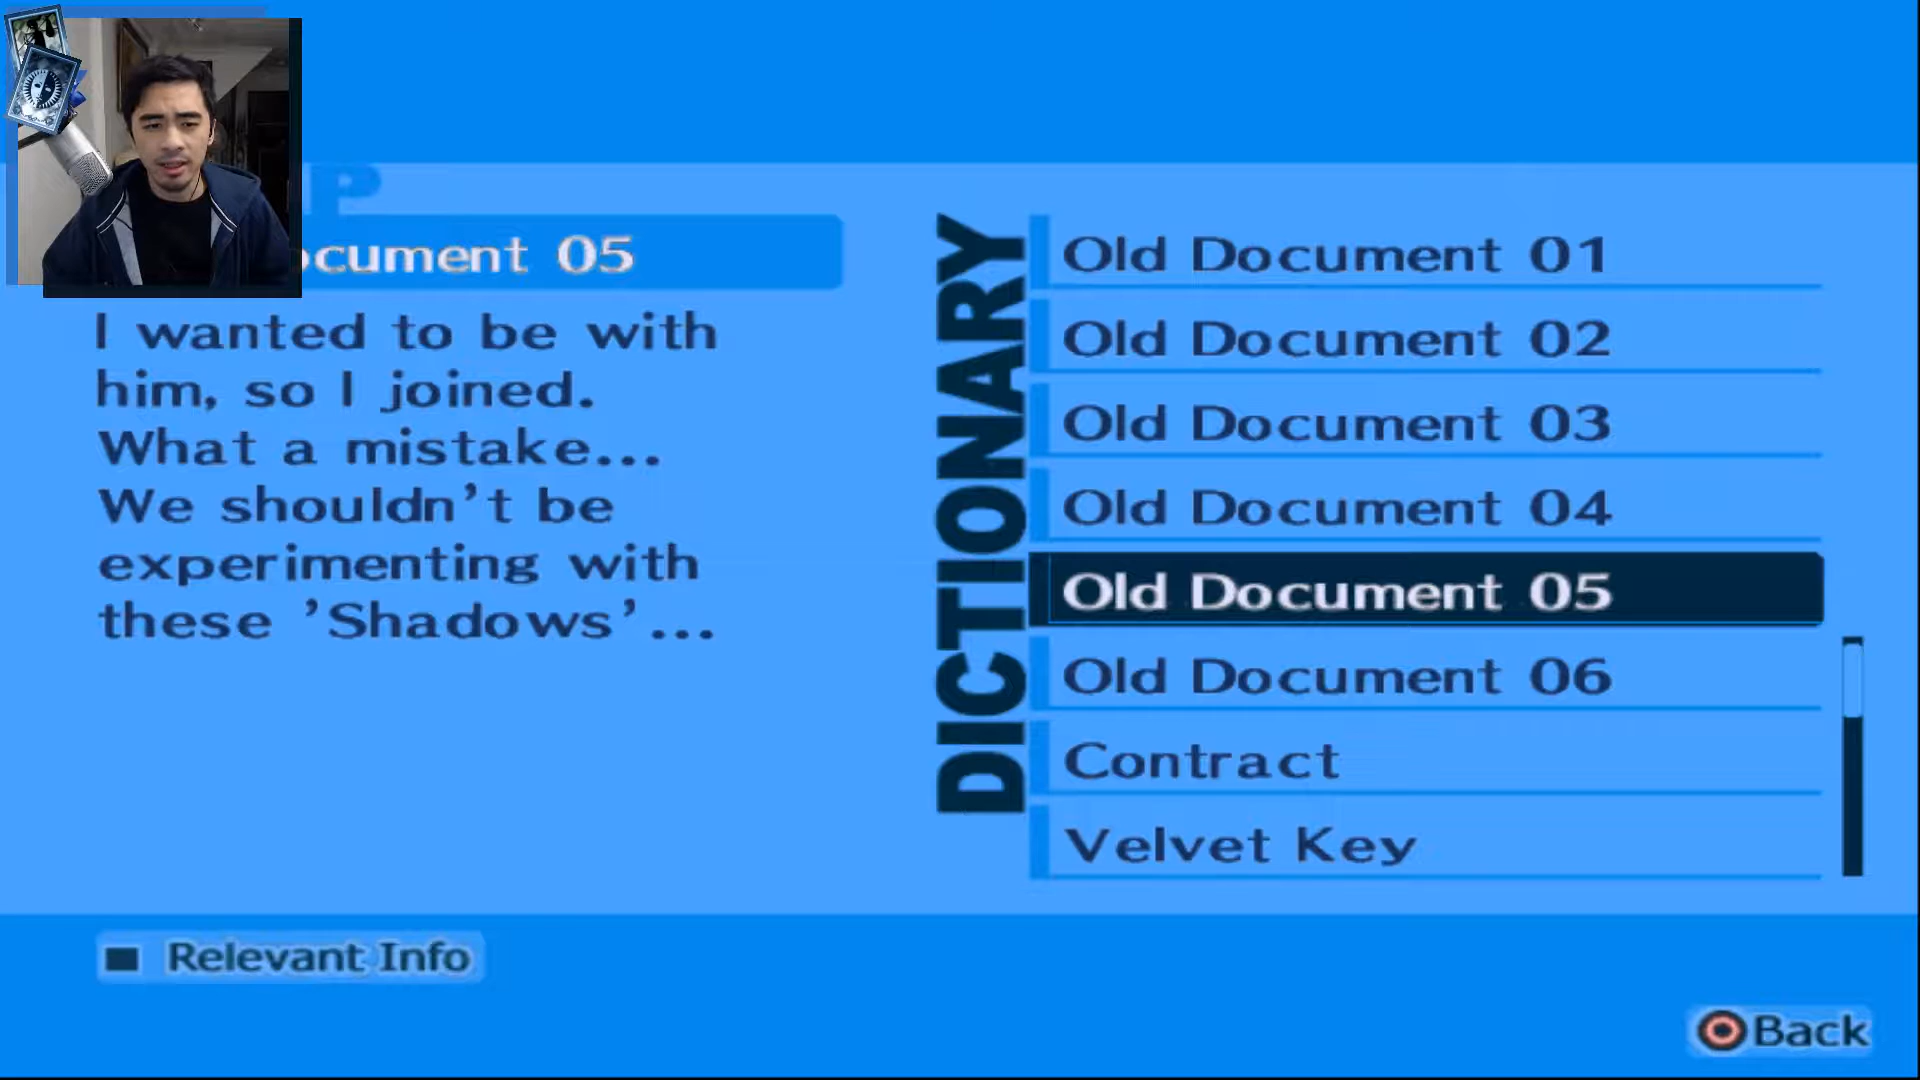 P
ocument 05
I wanted to be with
him, so I joined.
What a mistake...
We shouldn't be
experimenting with
these 'Shadows'...
DICTIONARY
Old Document 01
Old Document 02
Old Document 03
Old Document 04
Old Document 05
Old Document 06
Contract
Velvet Key
Relevant Info
Back